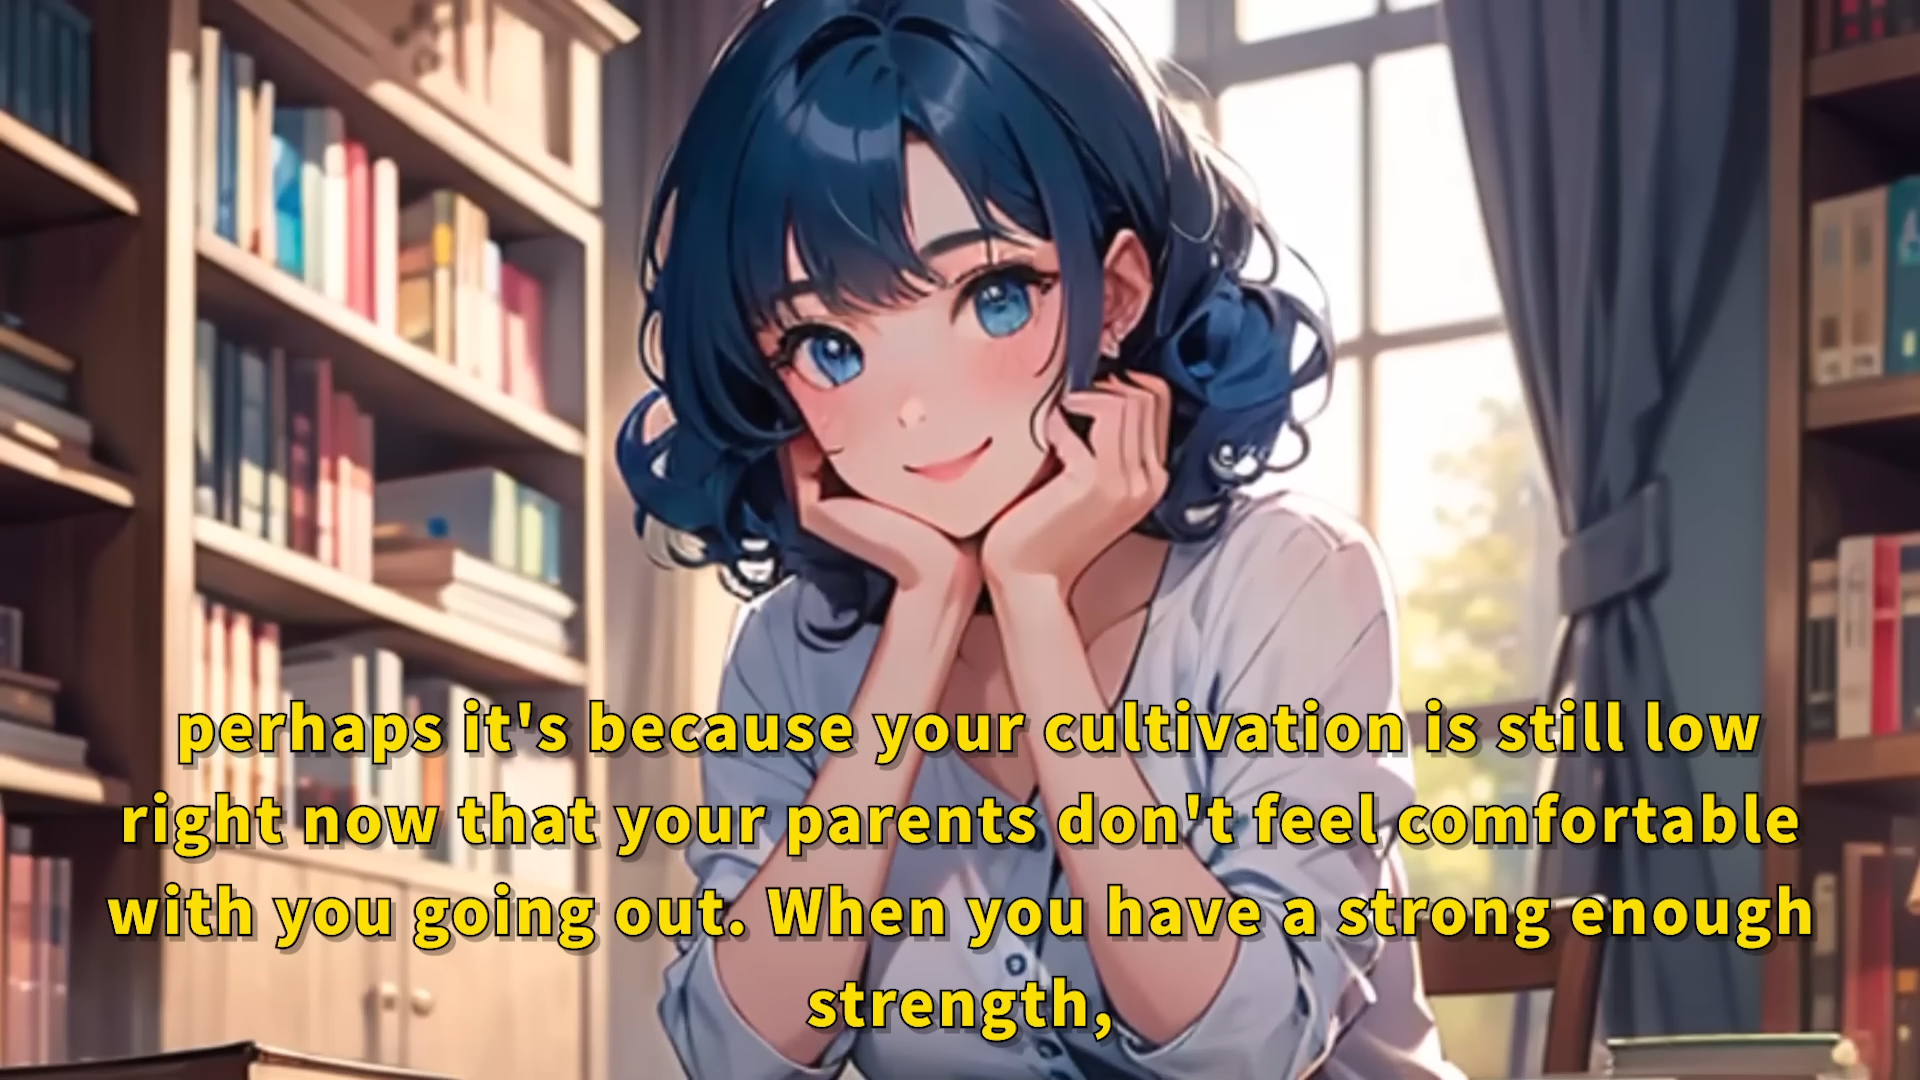 perhaps it's because your cultivation is still low
right now that your parents don't feel comfortable
with you going out. When you have a strong enough
strength,